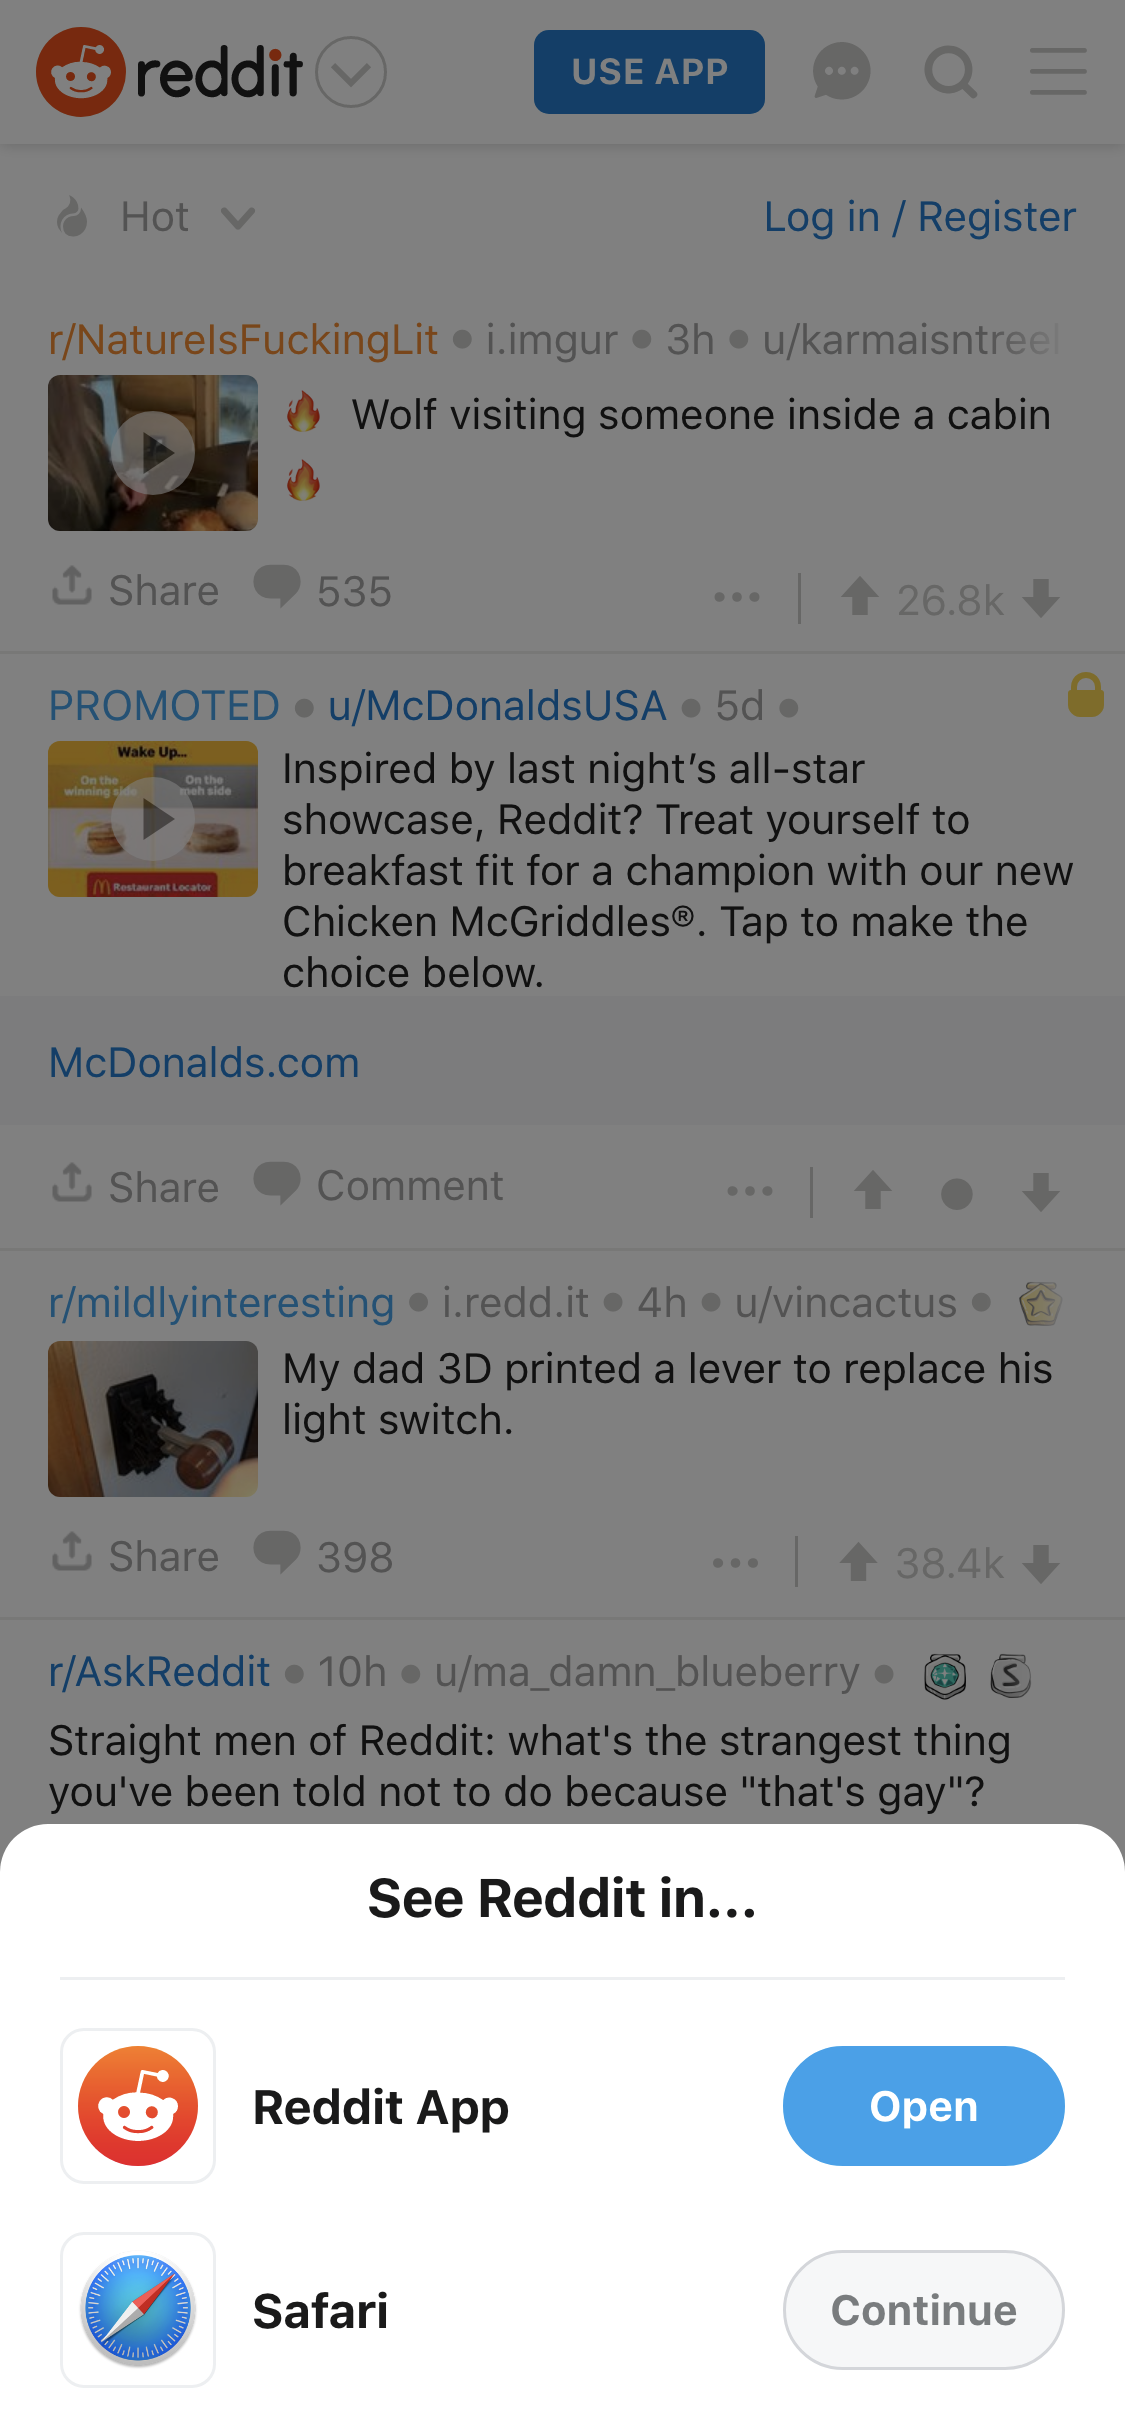 reddit
USE APP
Hot
Log in / Register
r/NatureIsFuckingLit • i.imgur • 3h • u/karmaisntreel
🔥 Wolf visiting someone inside a cabin
🔥
Share 535
26.8k
PROMOTED • u/McDonaldsUSA • 5d •
Wake Up...
On the
winning side
On the
meh side
Restaurant Locator
Inspired by last night’s all-star
showcase, Reddit? Treat yourself to
breakfast fit for a champion with our new
Chicken McGriddles®. Tap to make the
choice below.
McDonalds.com
Share Comment
r/mildlyinteresting • i.redd.it • 4h • u/vincactus •
My dad 3D printed a lever to replace his
light switch.
Share 398
38.4k
r/AskReddit • 10h • u/ma_damn_blueberry •
S
Straight men of Reddit: what's the strangest thing
you've been told not to do because "that's gay"?
See Reddit in...
Reddit App
Open
Safari
Continue